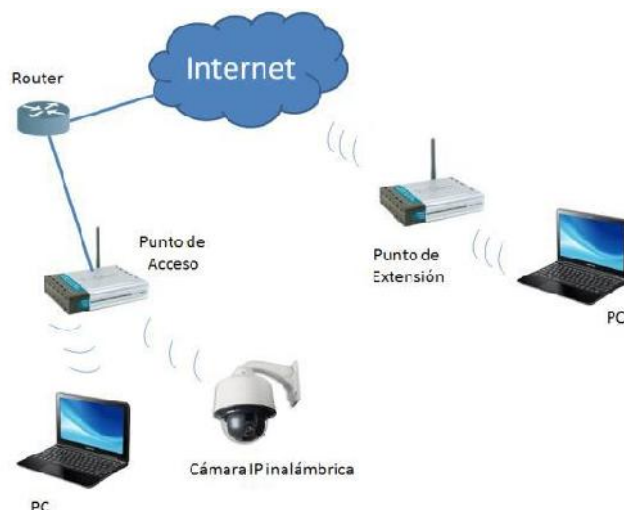 Internet
Router
Punto de
Acceso
Punto de
Extensión
PC
Cámara IP inalámbrica
PC